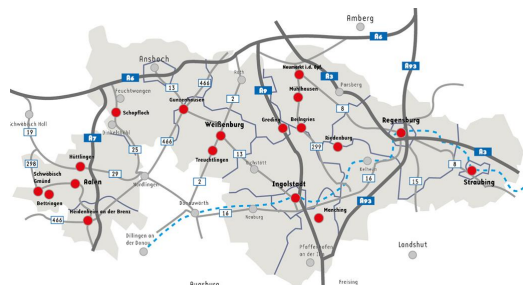 Amberg
A6
Ansbach
A93
A6
466
Roth
Neumarkt i.d. Opf.
A3
Feuchtwangen
13
A9
Parsberg
Mühlhausen
2
Schopfloch
Gunzenhausen
8
Regensburg
Schwäbisch Hall
Weißenburg
Greding
Beilngries
19
A7
Dinkelsbühl
Riedenburg
25
466
299
A3
298
Hüttlingen
Treuchtlingen
13
Eichstätt
8
Schwäbisch
Gmünd
29
Kelheim
Aalen
Nördlingen
2
Ingolstadt
16
15
Straubing
Bettringen
Donauwörth
A93
Heidenheim an der Brenz
16
Neuburg
Manching
466
Dillingen an
der Donau
Pfaffenhofen
an der Ilm
Landshut
Augsburg
Freising